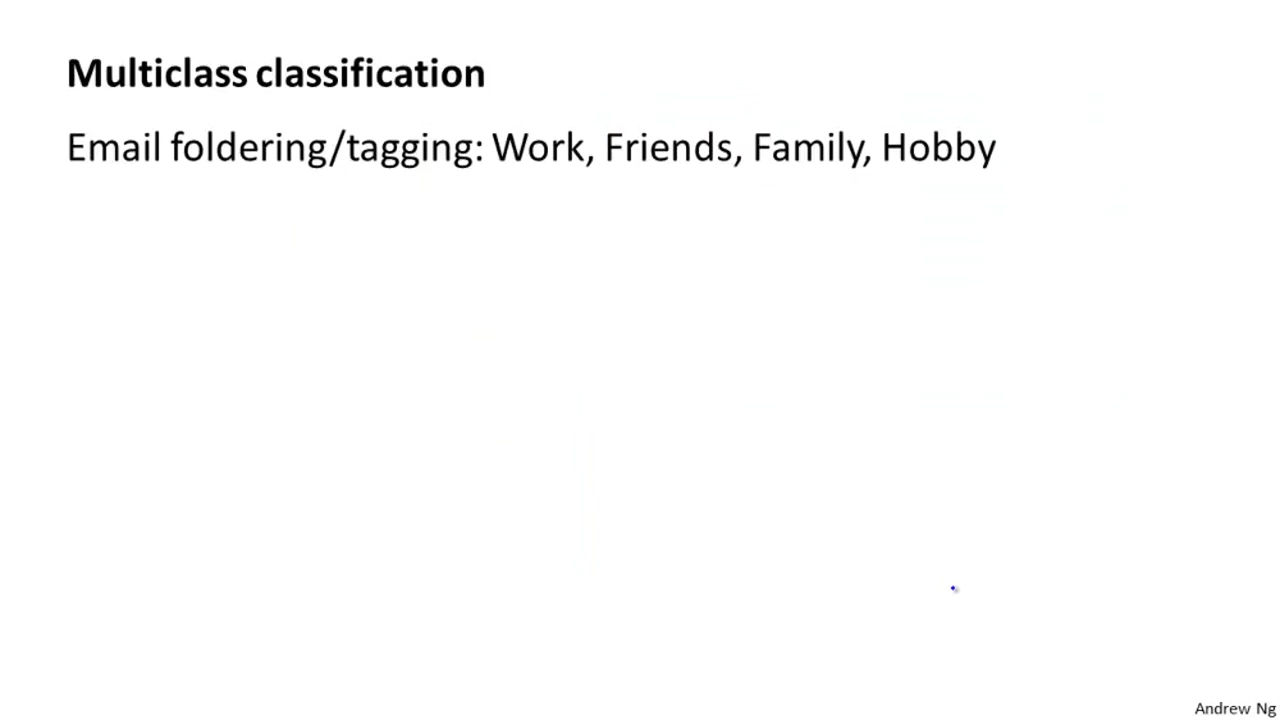 Multiclass classification
Email foldering/tagging: Work, Friends, Family, Hobby
Andrew Ng